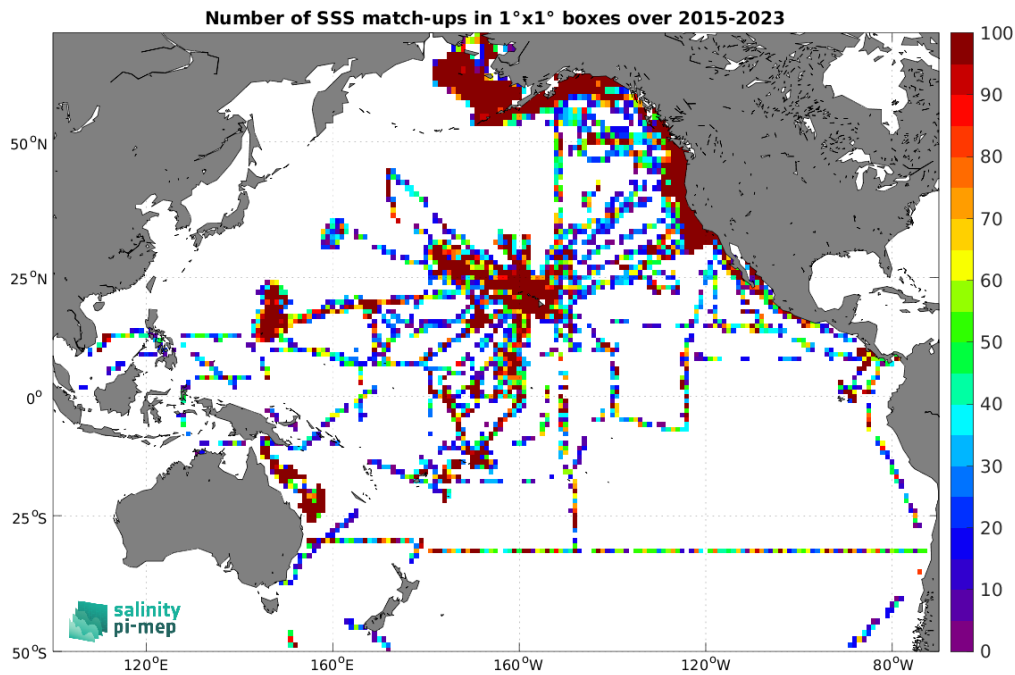 Number of SSS match-ups in 1°x1° boxes over 2015-2023
50°N
25°N
0°
25°S
50°S
120°E
160°E
160°W
120°W
80°W
100
90
80
70
60
50
40
30
20
10
0
salinity
pi-mep